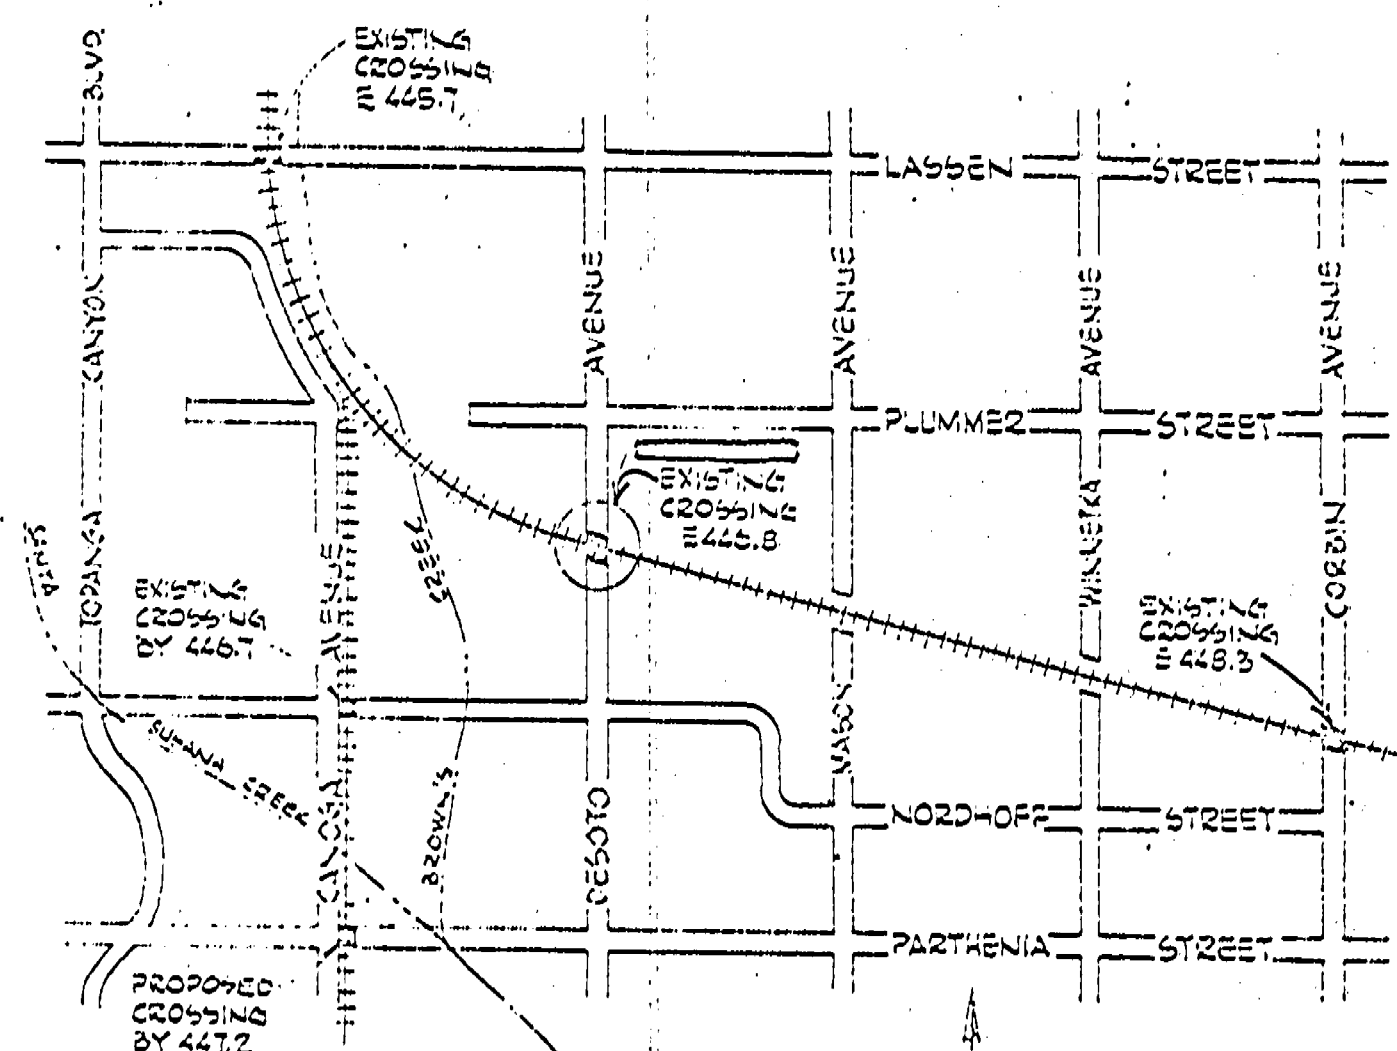 BLVD.
EXISTING
CROSSING
E 445.7
LASSEN STREET
CANYON
AVENUE
AVENUE
AVENUE
AVENUE
PLUMMER STREET
EXISTING
CROSSING
E 446.8
CREEK
TOPANGA
AVENUE
WINNETKA
CORBIN
EXISTING
CROSSING
BY 446.7
EXISTING
CROSSING
E 448.3
MASON
SUSANA CREEK
CANOGA
BROWN'S
DESOTO
NORDHOFF STREET
PARTHENIA STREET
PROPOSED
CROSSING
BY 447.2